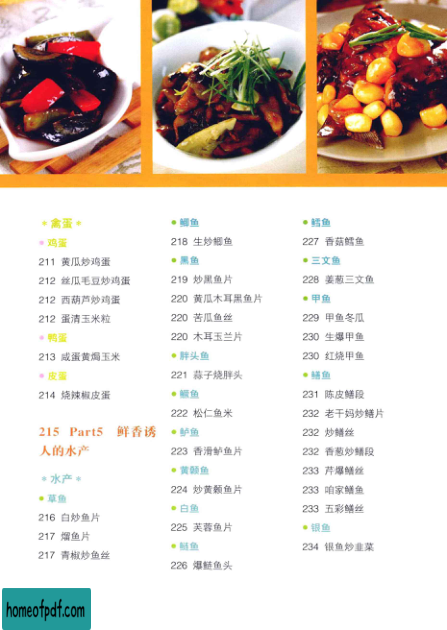 禽蛋
鸡蛋
211 黄瓜炒鸡蛋
212 丝瓜毛豆炒鸡蛋
212 西葫芦炒鸡蛋
212 蛋清玉米粒
鸭蛋
213 咸蛋黄焗玉米
皮蛋
214 烧辣椒皮蛋
215 Part5 鲜香诱
人的水产
水产
草鱼
216 白炒鱼片
217 熘鱼片
217 青椒炒鱼丝
鲫鱼
218 生炒鲫鱼
黑鱼
219 炒黑鱼片
220 黄瓜木耳黑鱼片
220 苦瓜鱼丝
220 木耳玉兰片
胖头鱼
221 蒜子烧胖头
鳜鱼
222 松仁鱼米
鲈鱼
223 香滑鲈鱼片
黄颡鱼
224 炒黄颡鱼片
白鱼
225 芙蓉鱼片
鲢鱼
226 爆鲢鱼头
鳕鱼
227 香菇鳕鱼
三文鱼
228 姜葱三文鱼
甲鱼
229 甲鱼冬瓜
230 生爆甲鱼
230 红烧甲鱼
鳝鱼
231 陈皮鳝段
232 老干妈炒鳝片
232 炒鳝丝
232 香葱炒鳝段
233 芹爆鳝丝
233 咱家鳝鱼
233 五彩鳝丝
银鱼
234 银鱼炒韭菜
homeofpdf.com